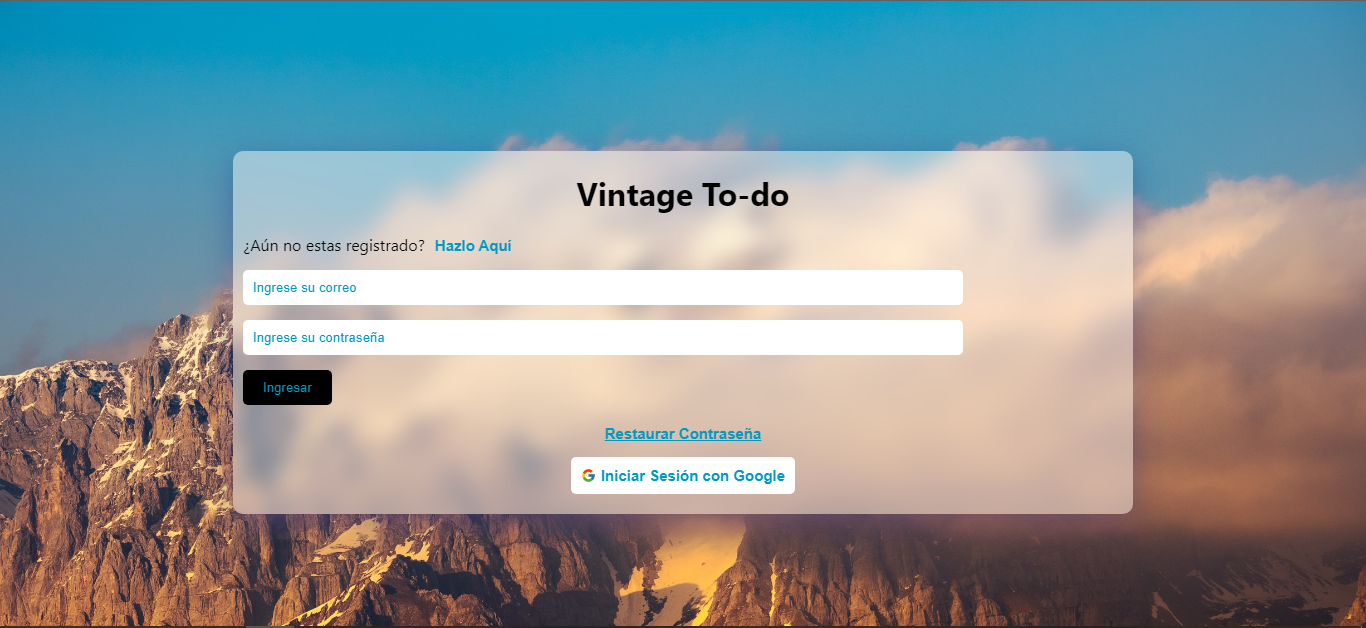 Vintage To-do
¿Aún no estas registrado? Hazlo Aquí
Ingrese su correo
Ingrese su contraseña
Ingresar
Restaurar Contraseña
Iniciar Sesión con Google